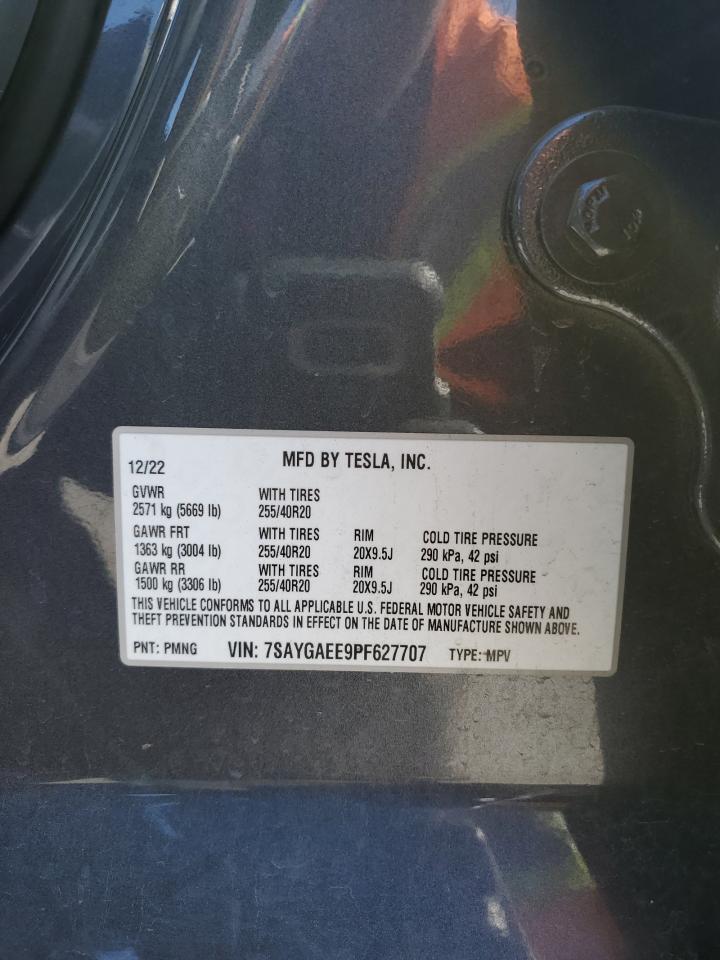 12/22 MFD BY TESLA, INC.
GVWR WITH TIRES
2571 kg (5669 lb) 255/40R20
GAWR FRT WITH TIRES RIM COLD TIRE PRESSURE
1363 kg (3004 lb) 255/40R20 20X9.5J 290 kPa, 42 psi
GAWR RR WITH TIRES RIM COLD TIRE PRESSURE
1500 kg (3306 lb) 255/40R20 20X9.5J 290 kPa, 42 psi
THIS VEHICLE CONFORMS TO ALL APPLICABLE U.S. FEDERAL MOTOR VEHICLE SAFETY AND
THEFT PREVENTION STANDARDS IN EFFECT ON THE DATE OF MANUFACTURE SHOWN ABOVE.
PNT: PMNG VIN: 7SAYGAEE9PF627707 TYPE: MPV